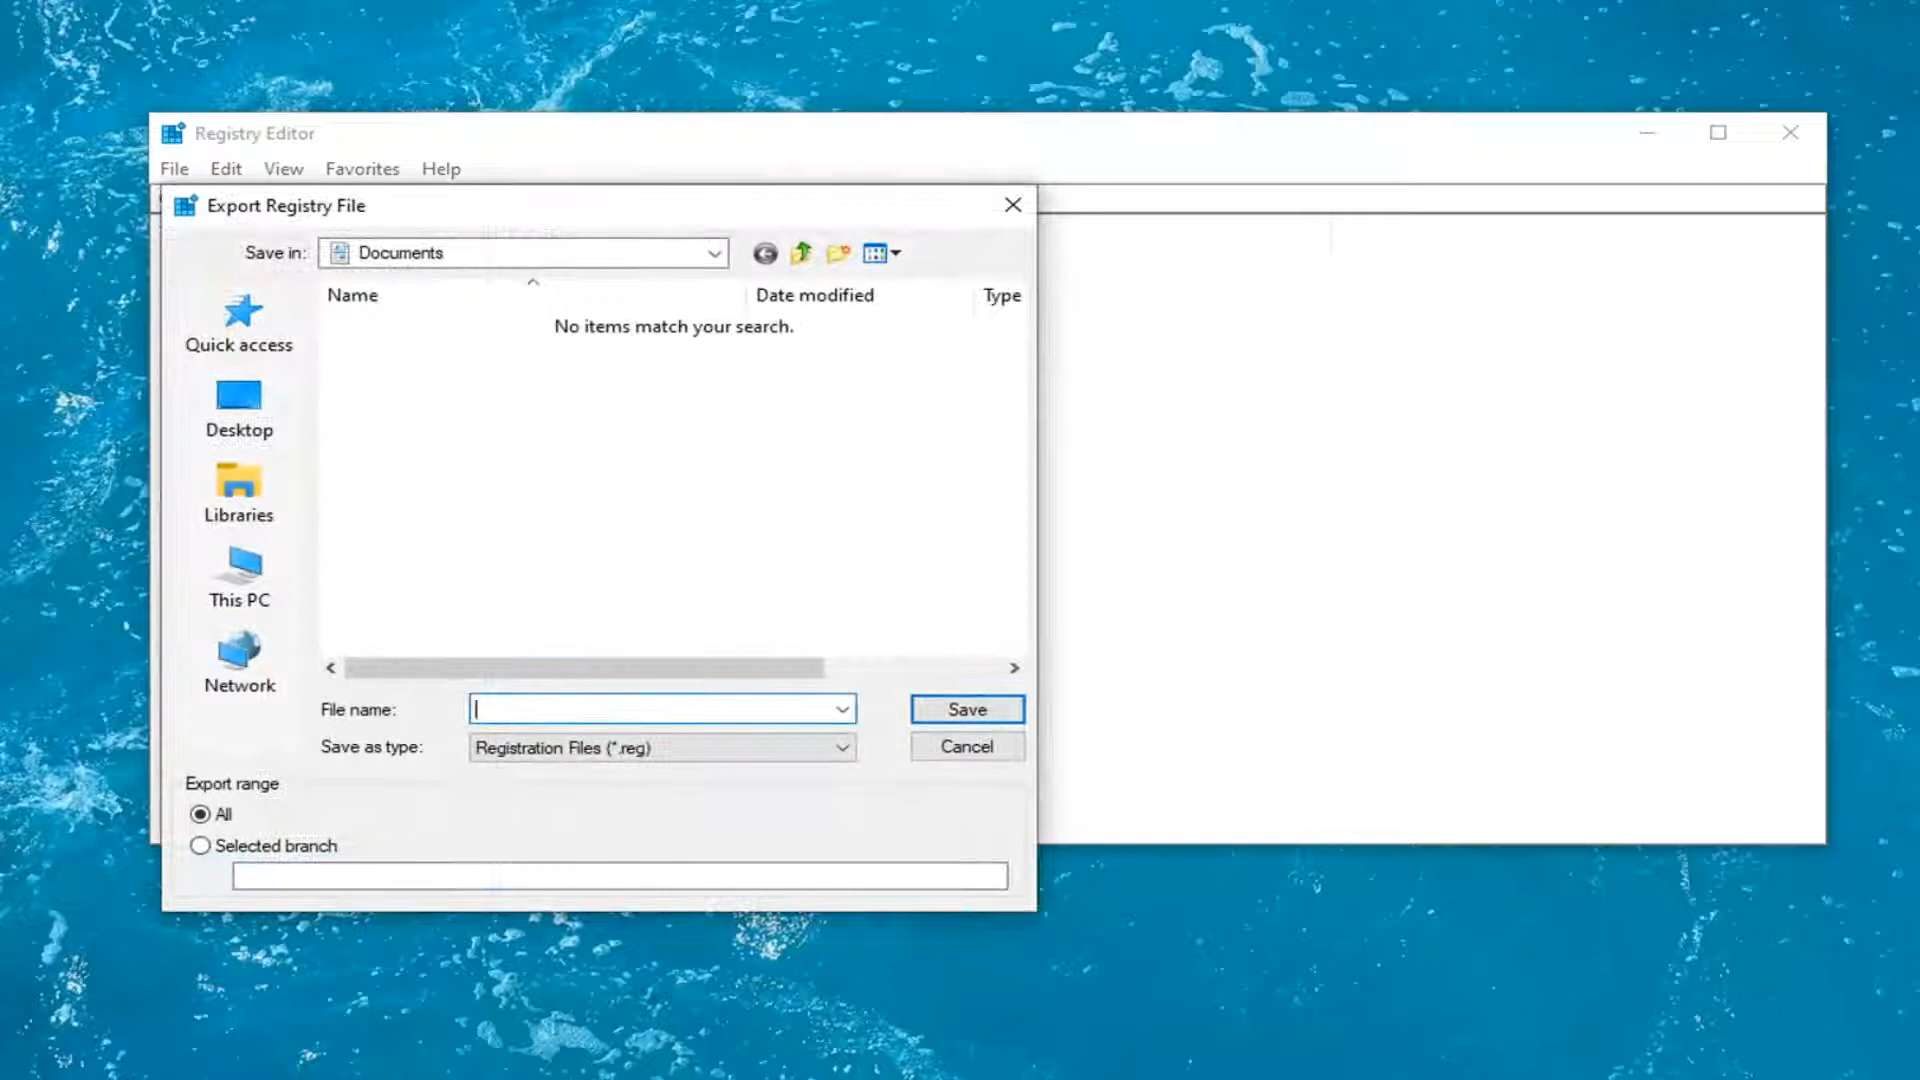 Registry Editor
File Edit View Favorites Help
Export Registry File
Save in: Documents
Name Date modified Type
No items match your search.
Quick access
Desktop
Libraries
This PC
Network
File name: Save
Save as type: Registration Files (*.reg) Cancel
Export range
All
Selected branch